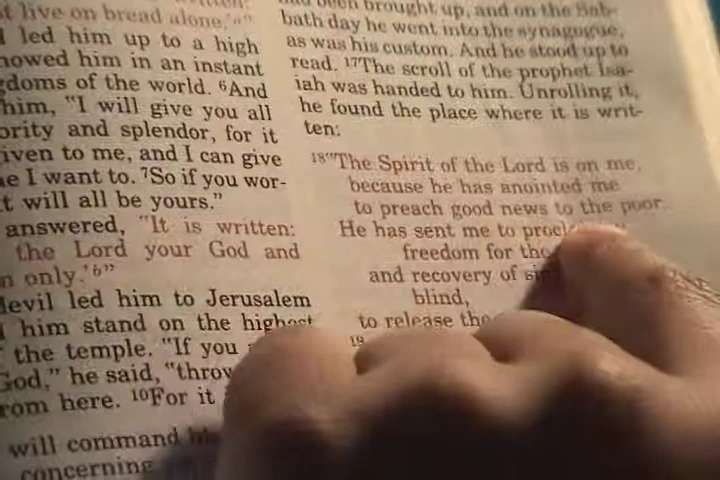 written:
t live on bread alone.'
led him up to a high
howed him in an instant
gdoms of the world. 6And
him, "I will give you all
ority and splendor, for it
iven to me, and I can give
e I want to. 7So if you wor-
t will all be yours."
answered, "It is written:
the Lord your God and
n only.'b"
devil led him to Jerusalem
him stand on the highest
the temple. "If you
God," he said, "throw
rom here. 10For it
will command
concerning
had been brought up, and on the Sab-
bath day he went into the synagogue,
as was his custom. And he stood up to
read. 17The scroll of the prophet Isa-
iah was handed to him. Unrolling it,
he found the place where it is writ-
ten:
18"The Spirit of the Lord is on me,
because he has anointed me
to preach good news to the poor.
He has sent me to procl
freedom for the
and recovery of si
blind,
to release the
19